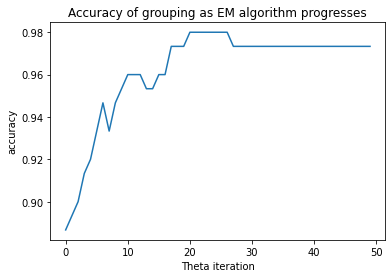 Accuracy of grouping as EM algorithm progresses
0.98
0.96
0.94
0.92
0.90
accuracy
0 10 20 30 40 50
Theta iteration